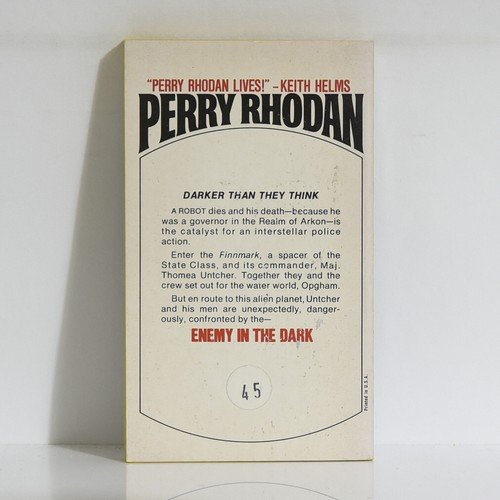 "PERRY RHODAN LIVES!" – KEITH HELMS
PERRY RHODAN
DARKER THAN THEY THINK
A ROBOT dies and his death—because he
was a governor in the Realm of Arkon—is
the catalyst for an interstellar police
action.
Enter the Finnmark, a spacer of the
State Class, and its commander, Maj.
Thomea Untcher. Together they and the
crew set out for the water world, Opgham.
But en route to this alien planet, Untcher
and his men are unexpectedly, danger-
ously, confronted by the—
ENEMY IN THE DARK
45
Printed in U.S.A.